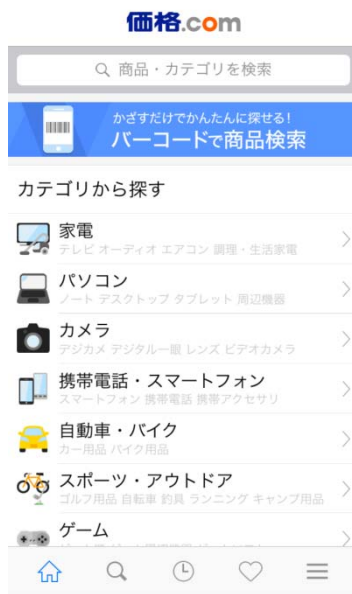 価格.com
商品・カテゴリを検索
かざすだけでかんたんに探せる!
バーコードで商品検索
カテゴリから探す
家電
テレビ オーディオ エアコン 調理・生活家電
パソコン
ノート デスクトップ タブレット 周辺機器
カメラ
デジカメ デジタル一眼 レンズ ビデオカメラ
携帯電話・スマートフォン
スマートフォン 携帯電話 携帯アクセサリ
自動車・バイク
カー用品 バイク用品
スポーツ・アウトドア
ゴルフ用品 自転車 釣具 ランニング キャンプ用品
ゲーム